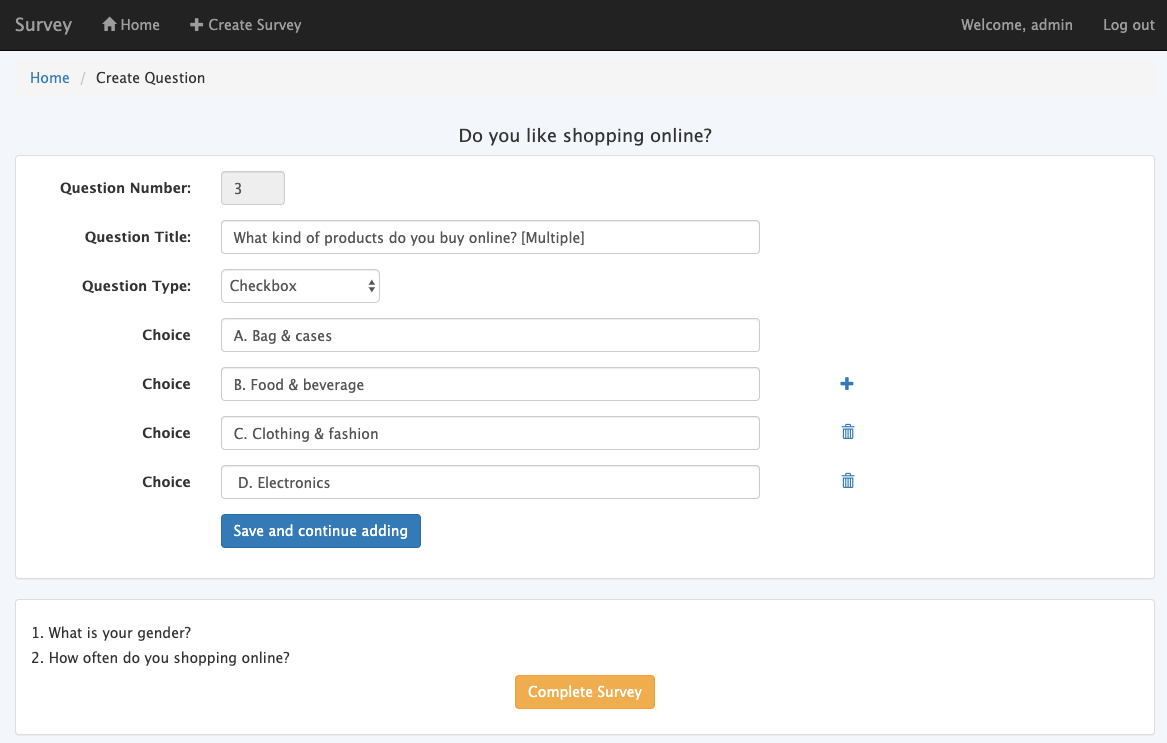 Survey Home Create Survey Welcome, admin Log out
Home / Create Question
Do you like shopping online?
Question Number: 3
Question Title: What kind of products do you buy online? [Multiple]
Question Type: Checkbox
Choice A. Bag & cases
Choice B. Food & beverage
Choice C. Clothing & fashion
Choice D. Electronics
Save and continue adding
1. What is your gender?
2. How often do you shopping online?
Complete Survey